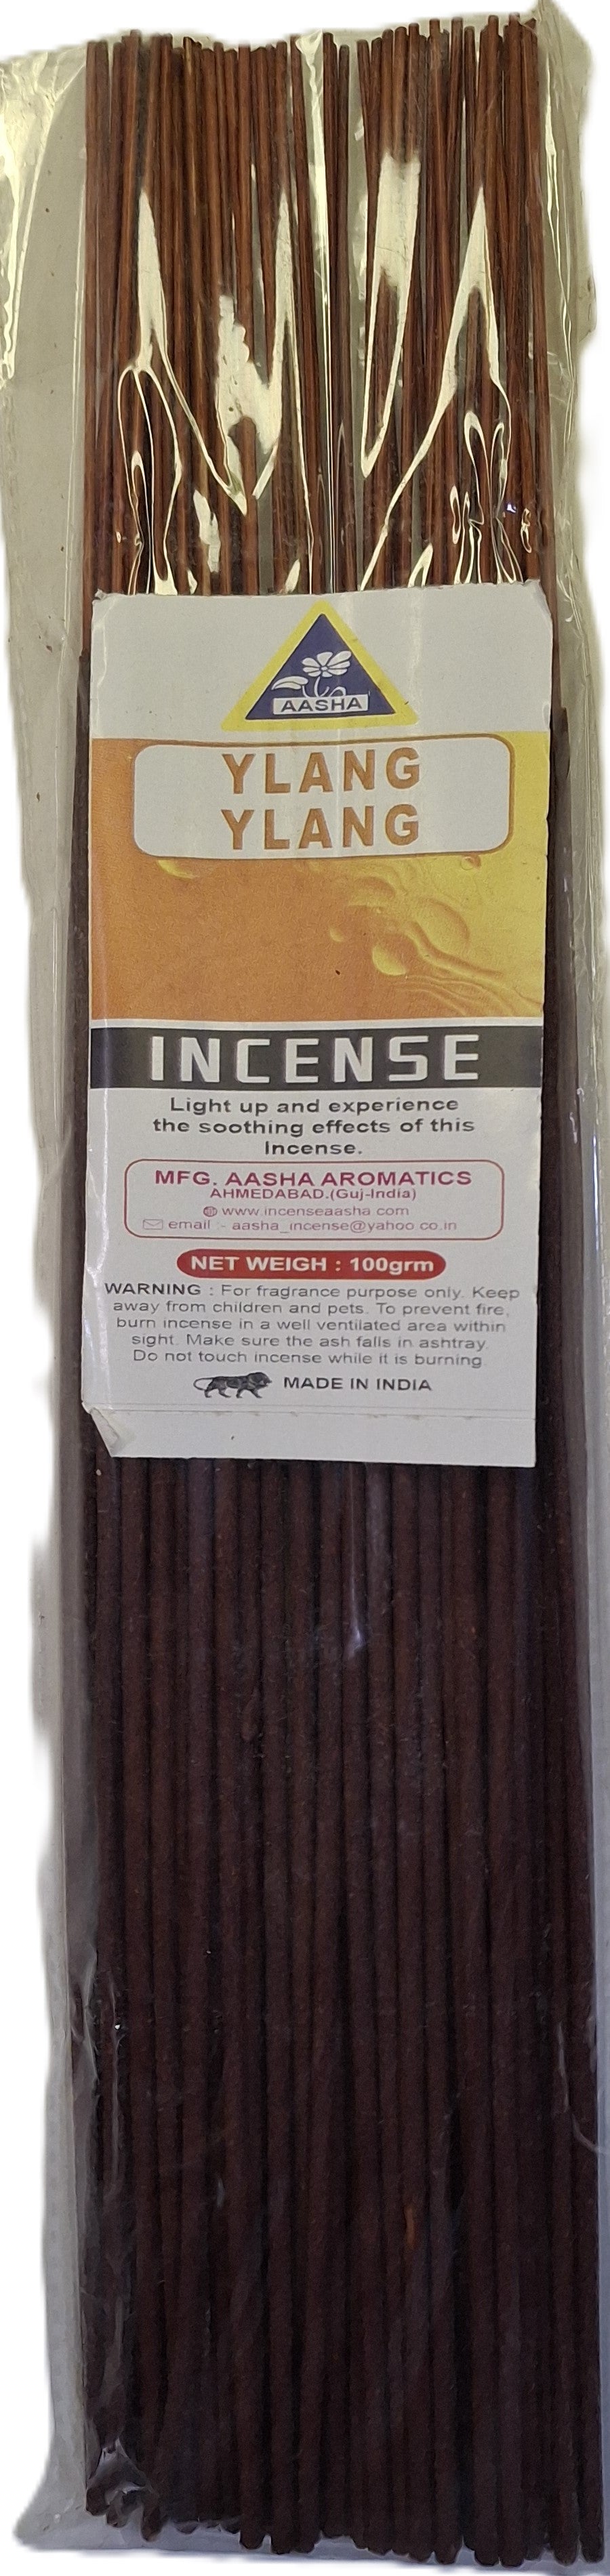 AASHA
YLANG
YLANG
INCENSE
Light up and experience
the soothing effects of this
Incense.
MFG. AASHA AROMATICS
AHMEDABAD.(Guj-India)
www.incenseaasha.com
email :- aasha_incense@yahoo.co.in
NET WEIGH : 100grm
WARNING : For fragrance purpose only. Keep
away from children and pets. To prevent fire,
burn incense in a well ventilated area within
sight. Make sure the ash falls in ashtray.
Do not touch incense while it is burning.
MADE IN INDIA